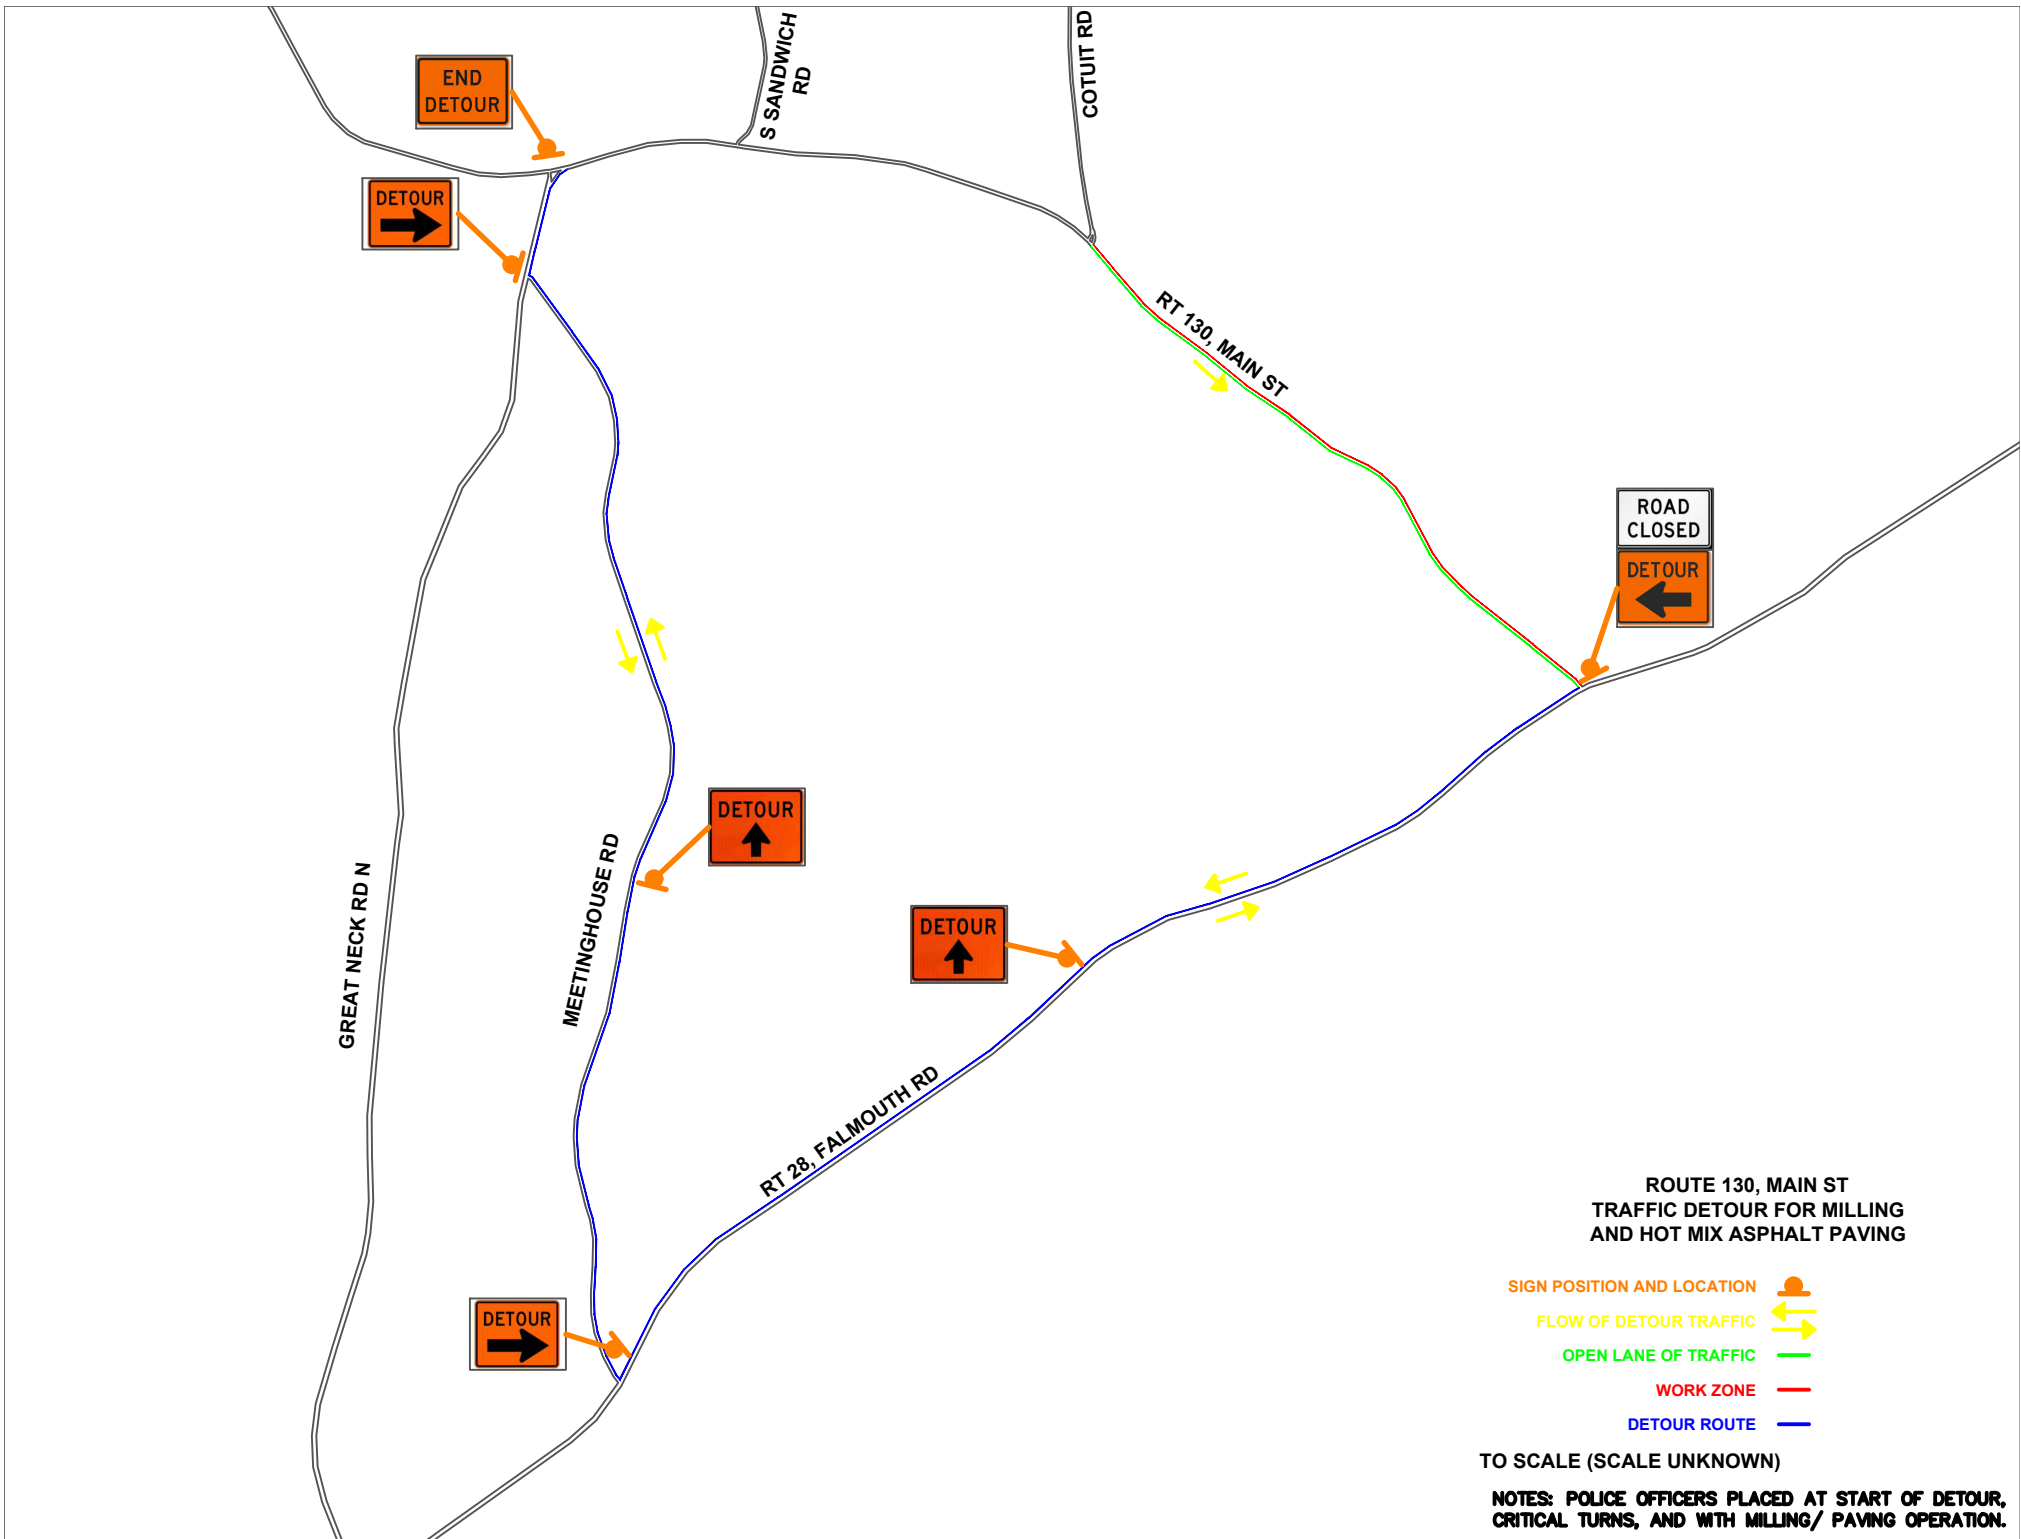 END
DETOUR
S SANDWICH
RD
COTUIT RD
DETOUR
RT 130, MAIN ST
ROAD
CLOSED
DETOUR
DETOUR
MEETINGHOUSE RD
GREAT NECK RD N
DETOUR
RT 28, FALMOUTH RD
DETOUR
ROUTE 130, MAIN ST
TRAFFIC DETOUR FOR MILLING
AND HOT MIX ASPHALT PAVING
SIGN POSITION AND LOCATION
FLOW OF DETOUR TRAFFIC
OPEN LANE OF TRAFFIC
WORK ZONE
DETOUR ROUTE
TO SCALE (SCALE UNKNOWN)
NOTES: POLICE OFFICERS PLACED AT START OF DETOUR,
CRITICAL TURNS, AND WITH MILLING/ PAVING OPERATION.